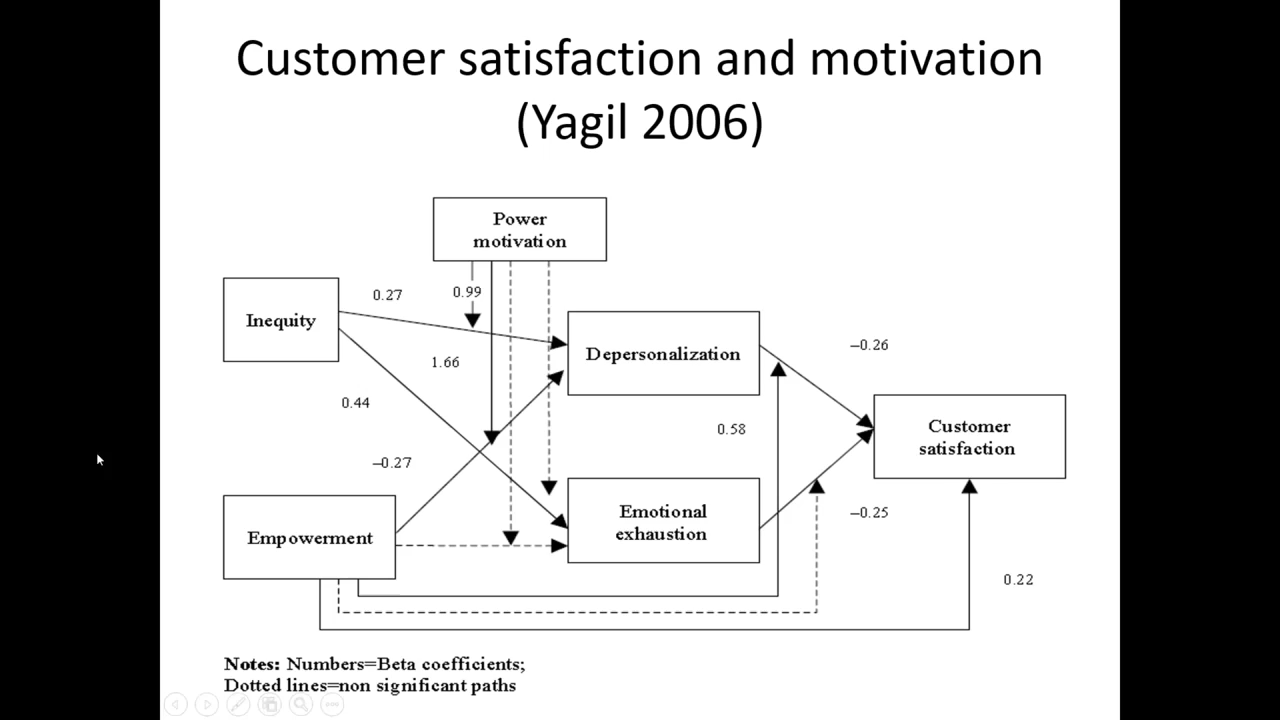 Customer satisfaction and motivation
(Yagil 2006)
Power
motivation
0.27
0.99
Inequity
Depersonalization
–0.26
1.66
0.44
Customer
satisfaction
0.58
–0.27
Emotional
exhaustion
–0.25
Empowerment
0.22
Notes: Numbers=Beta coefficients;
Dotted lines=non significant paths